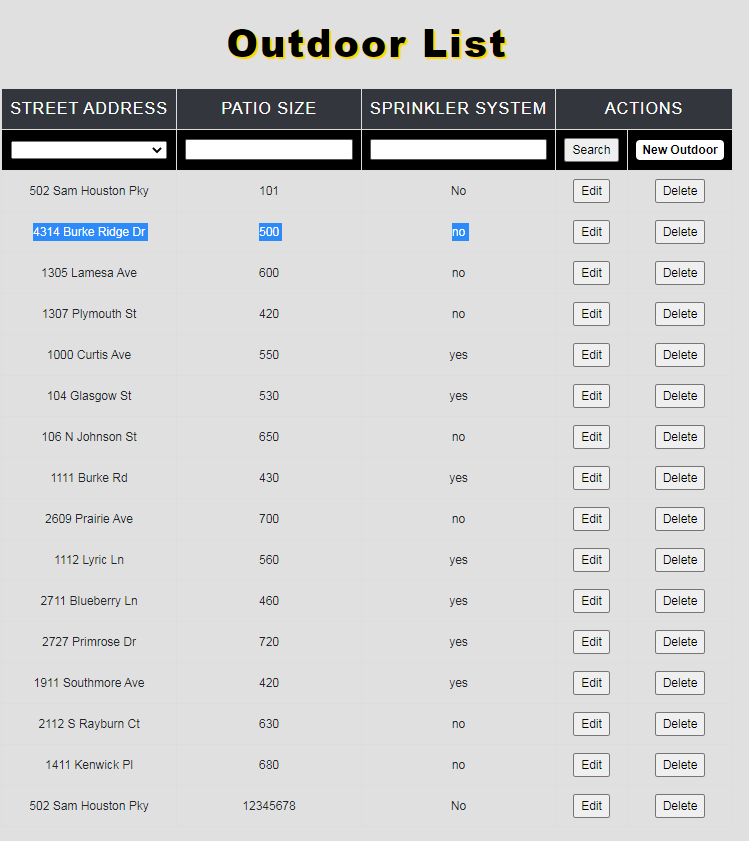 Outdoor List
STREET ADDRESS PATIO SIZE SPRINKLER SYSTEM ACTIONS
Search New Outdoor
502 Sam Houston Pky 101 No Edit Delete
4314 Burke Ridge Dr 500 no Edit Delete
1305 Lamesa Ave 600 no Edit Delete
1307 Plymouth St 420 no Edit Delete
1000 Curtis Ave 550 yes Edit Delete
104 Glasgow St 530 yes Edit Delete
106 N Johnson St 650 no Edit Delete
1111 Burke Rd 430 yes Edit Delete
2609 Prairie Ave 700 no Edit Delete
1112 Lyric Ln 560 yes Edit Delete
2711 Blueberry Ln 460 yes Edit Delete
2727 Primrose Dr 720 yes Edit Delete
1911 Southmore Ave 420 yes Edit Delete
2112 S Rayburn Ct 630 no Edit Delete
1411 Kenwick Pl 680 no Edit Delete
502 Sam Houston Pky 12345678 No Edit Delete